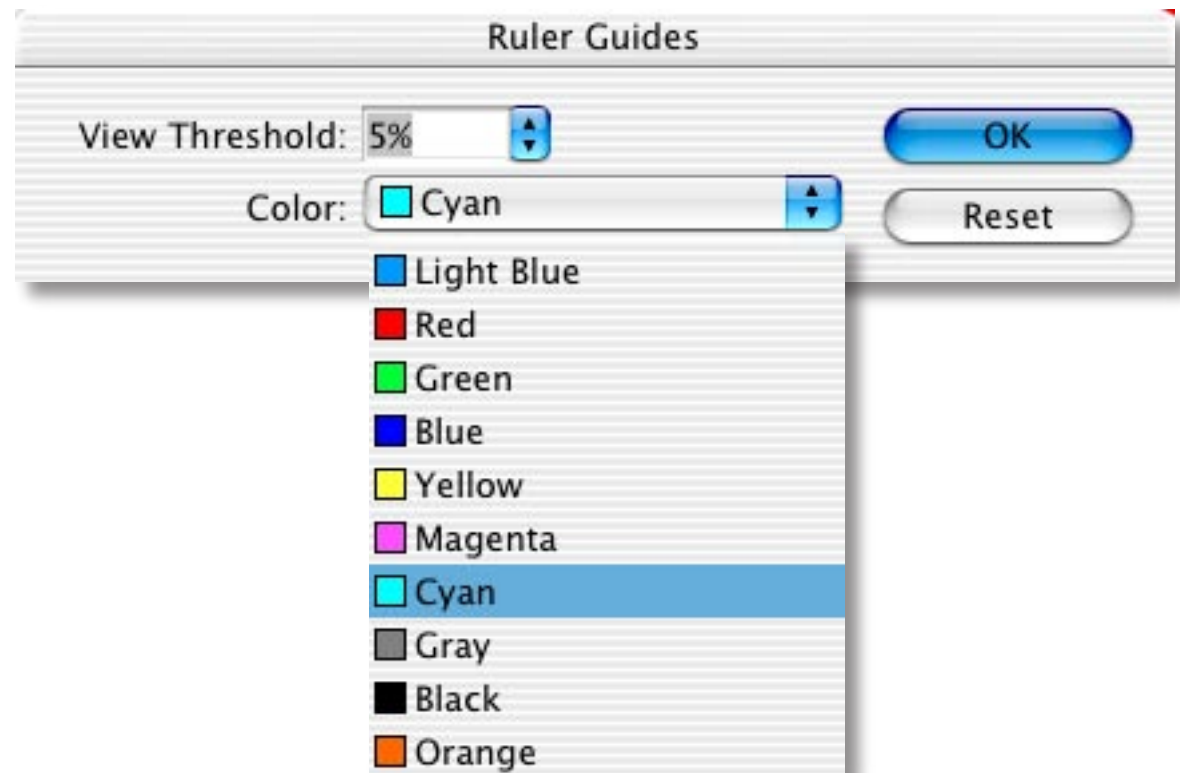 Ruler Guides
View Threshold: 5%
OK
Color: Cyan
Reset
Light Blue
Red
Green
Blue
Yellow
Magenta
Cyan
Gray
Black
Orange